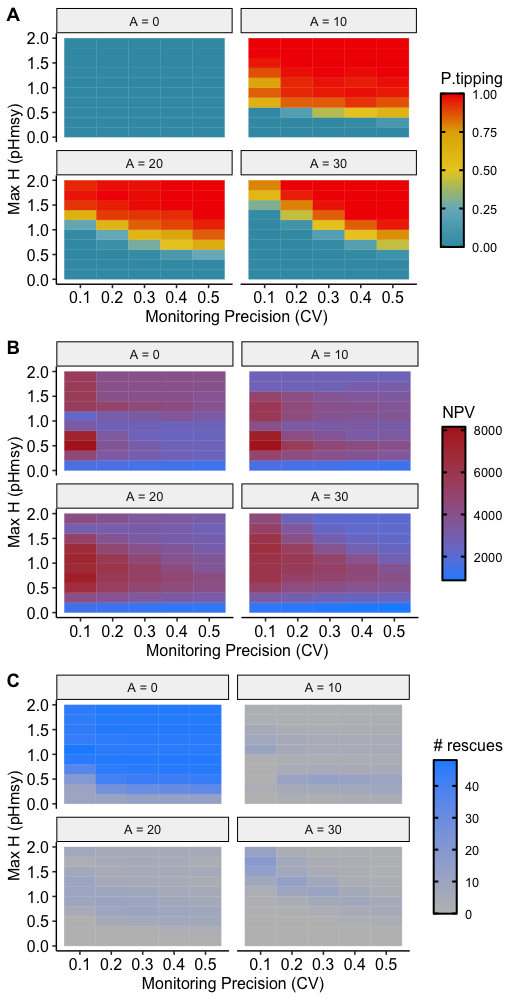 A
A = 0
A = 10
P.tipping
2.0
1.5
1.0
0.5
0.0
1.00
0.75
0.50
0.25
0.00
A = 20
A = 30
2.0
1.5
1.0
0.5
0.0
Max H (pHmsy)
0.1 0.2 0.3 0.4 0.5
0.1 0.2 0.3 0.4 0.5
Monitoring Precision (CV)
B
A = 0
A = 10
NPV
2.0
1.5
1.0
0.5
0.0
8000
6000
4000
2000
A = 20
A = 30
2.0
1.5
1.0
0.5
0.0
Max H (pHmsy)
0.1 0.2 0.3 0.4 0.5
0.1 0.2 0.3 0.4 0.5
Monitoring Precision (CV)
C
A = 0
A = 10
# rescues
2.0
1.5
1.0
0.5
0.0
40
30
20
10
0
A = 20
A = 30
2.0
1.5
1.0
0.5
0.0
Max H (pHmsy)
0.1 0.2 0.3 0.4 0.5
0.1 0.2 0.3 0.4 0.5
Monitoring Precision (CV)